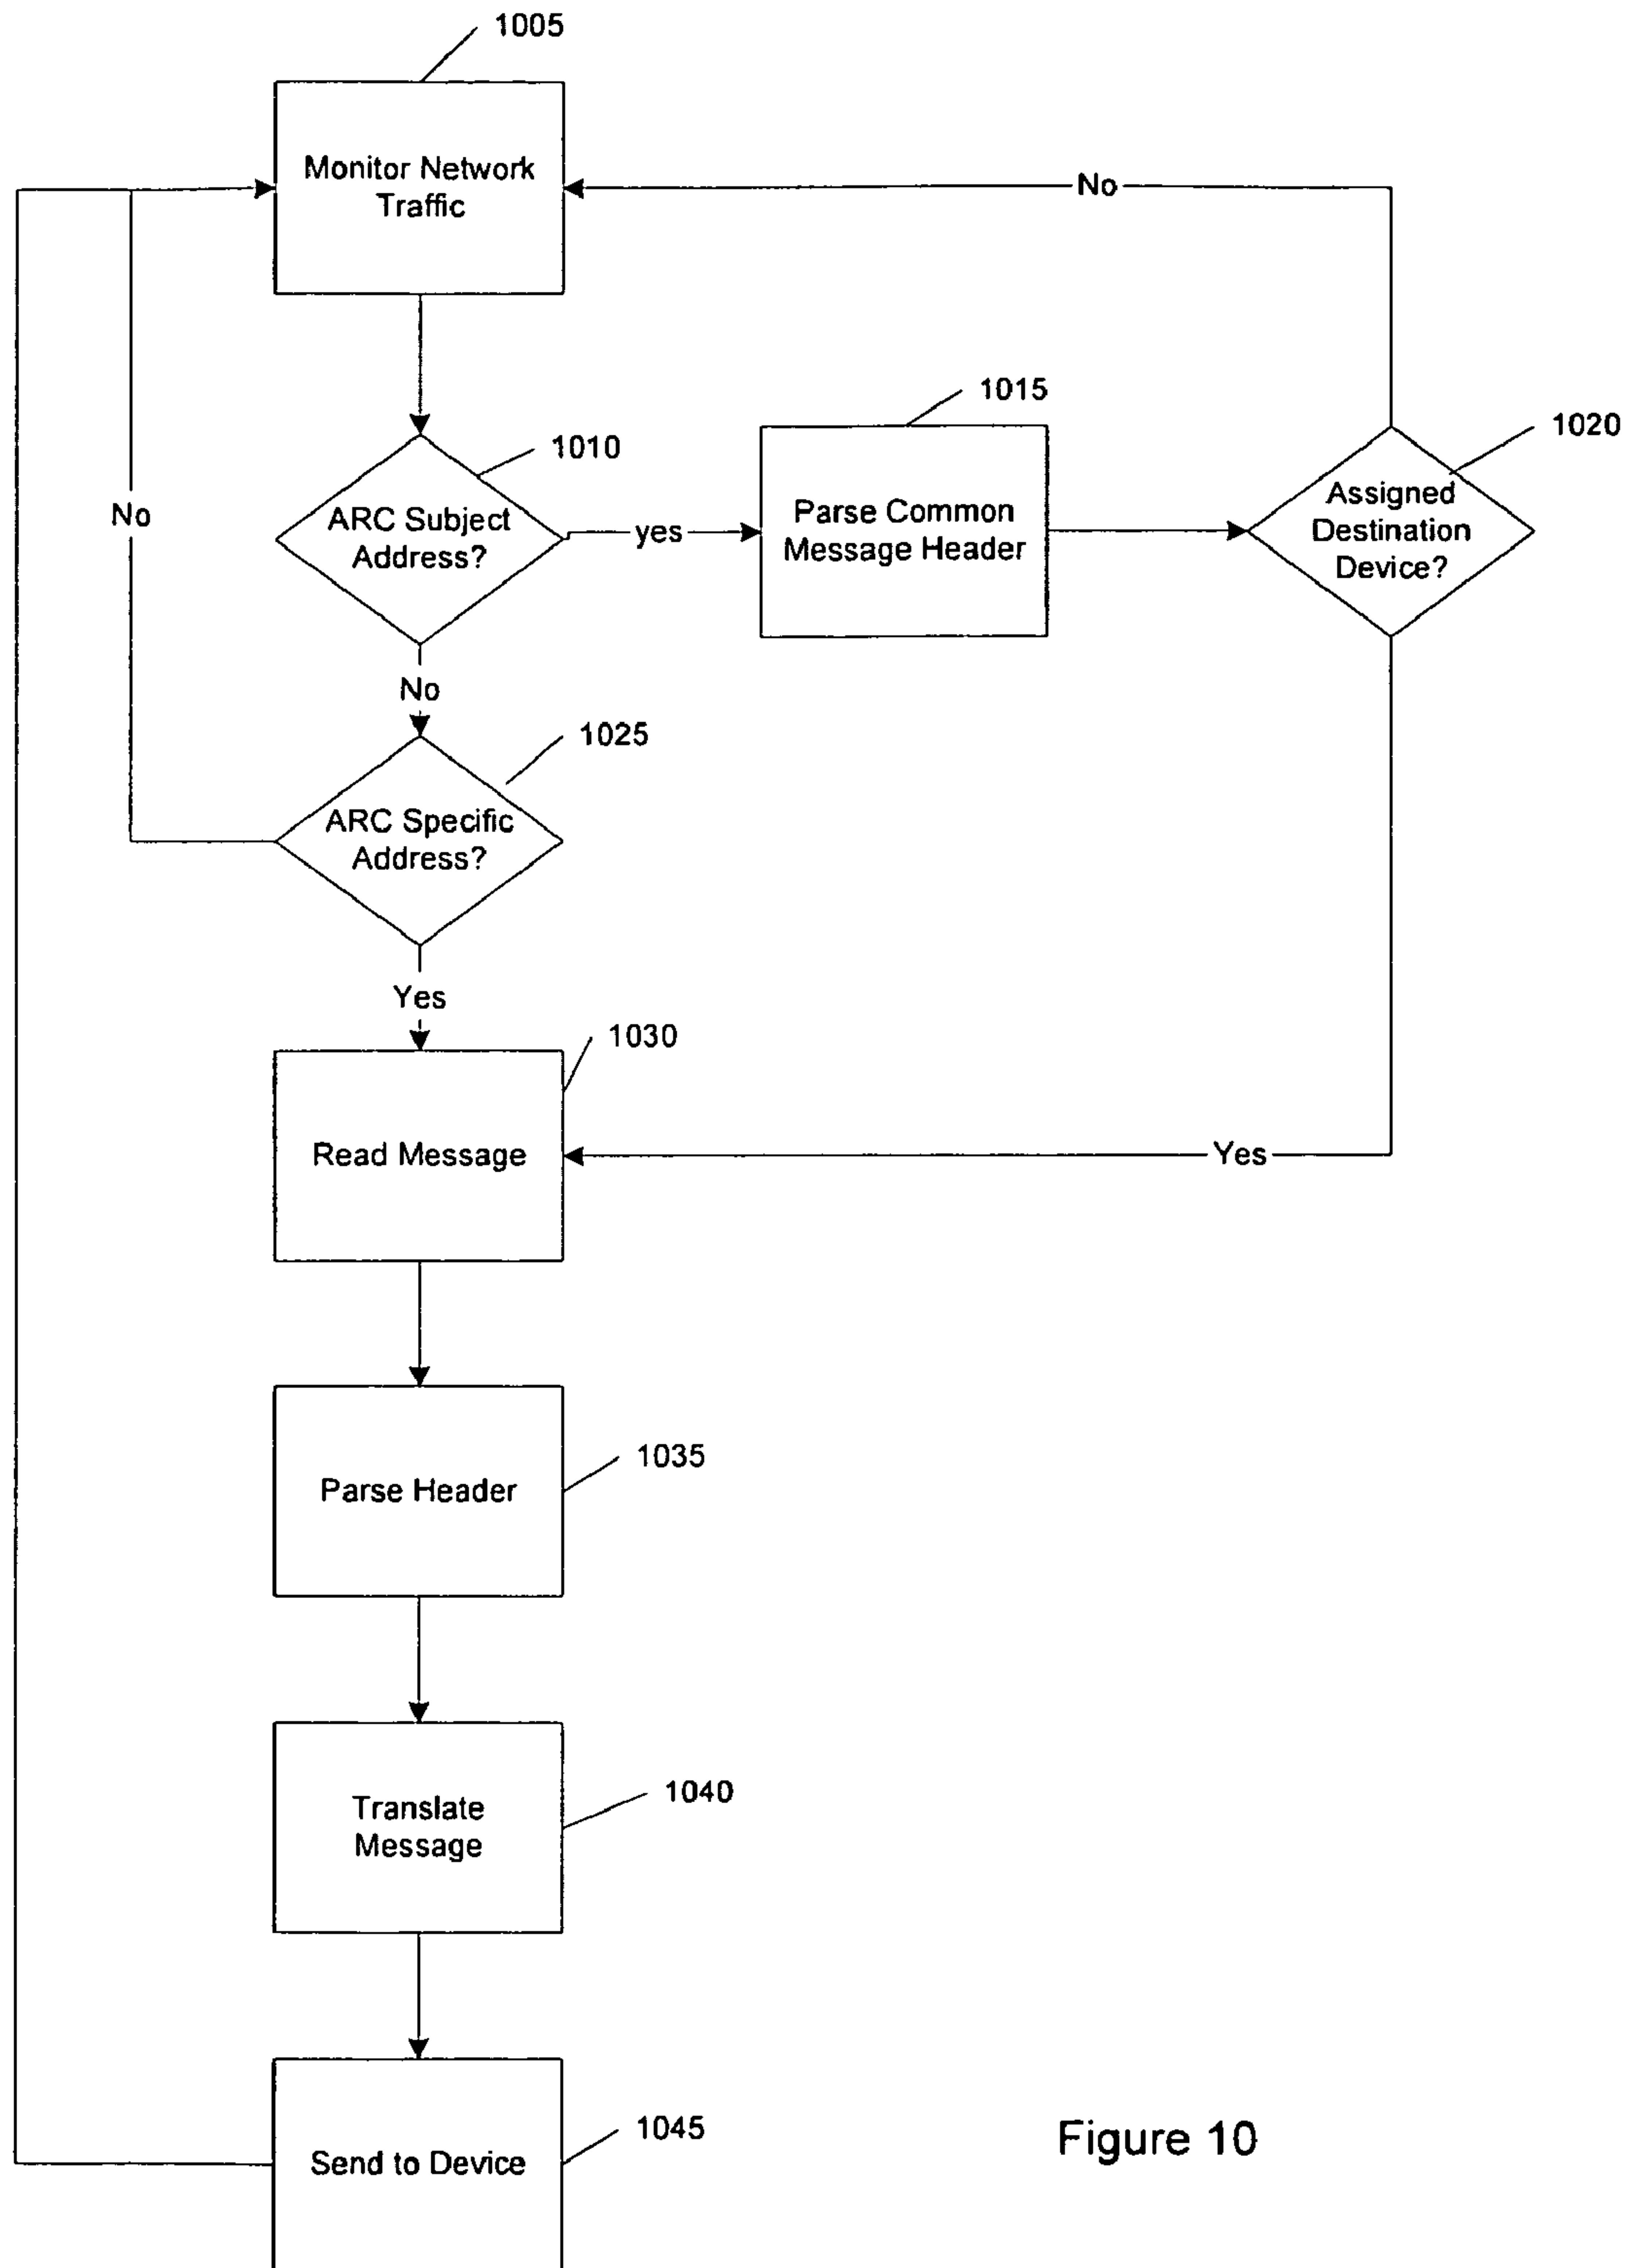 1005
Monitor Network
Traffic
No
1015
1020
1010
No
ARC Subject
Address?
yes
Parse Common
Message Header
Assigned
Destination
Device?
No
1025
ARC Specific
Address?
Yes
1030
Read Message
Yes
1035
Parse Header
1040
Translate
Message
1045
Send to Device
Figure 10